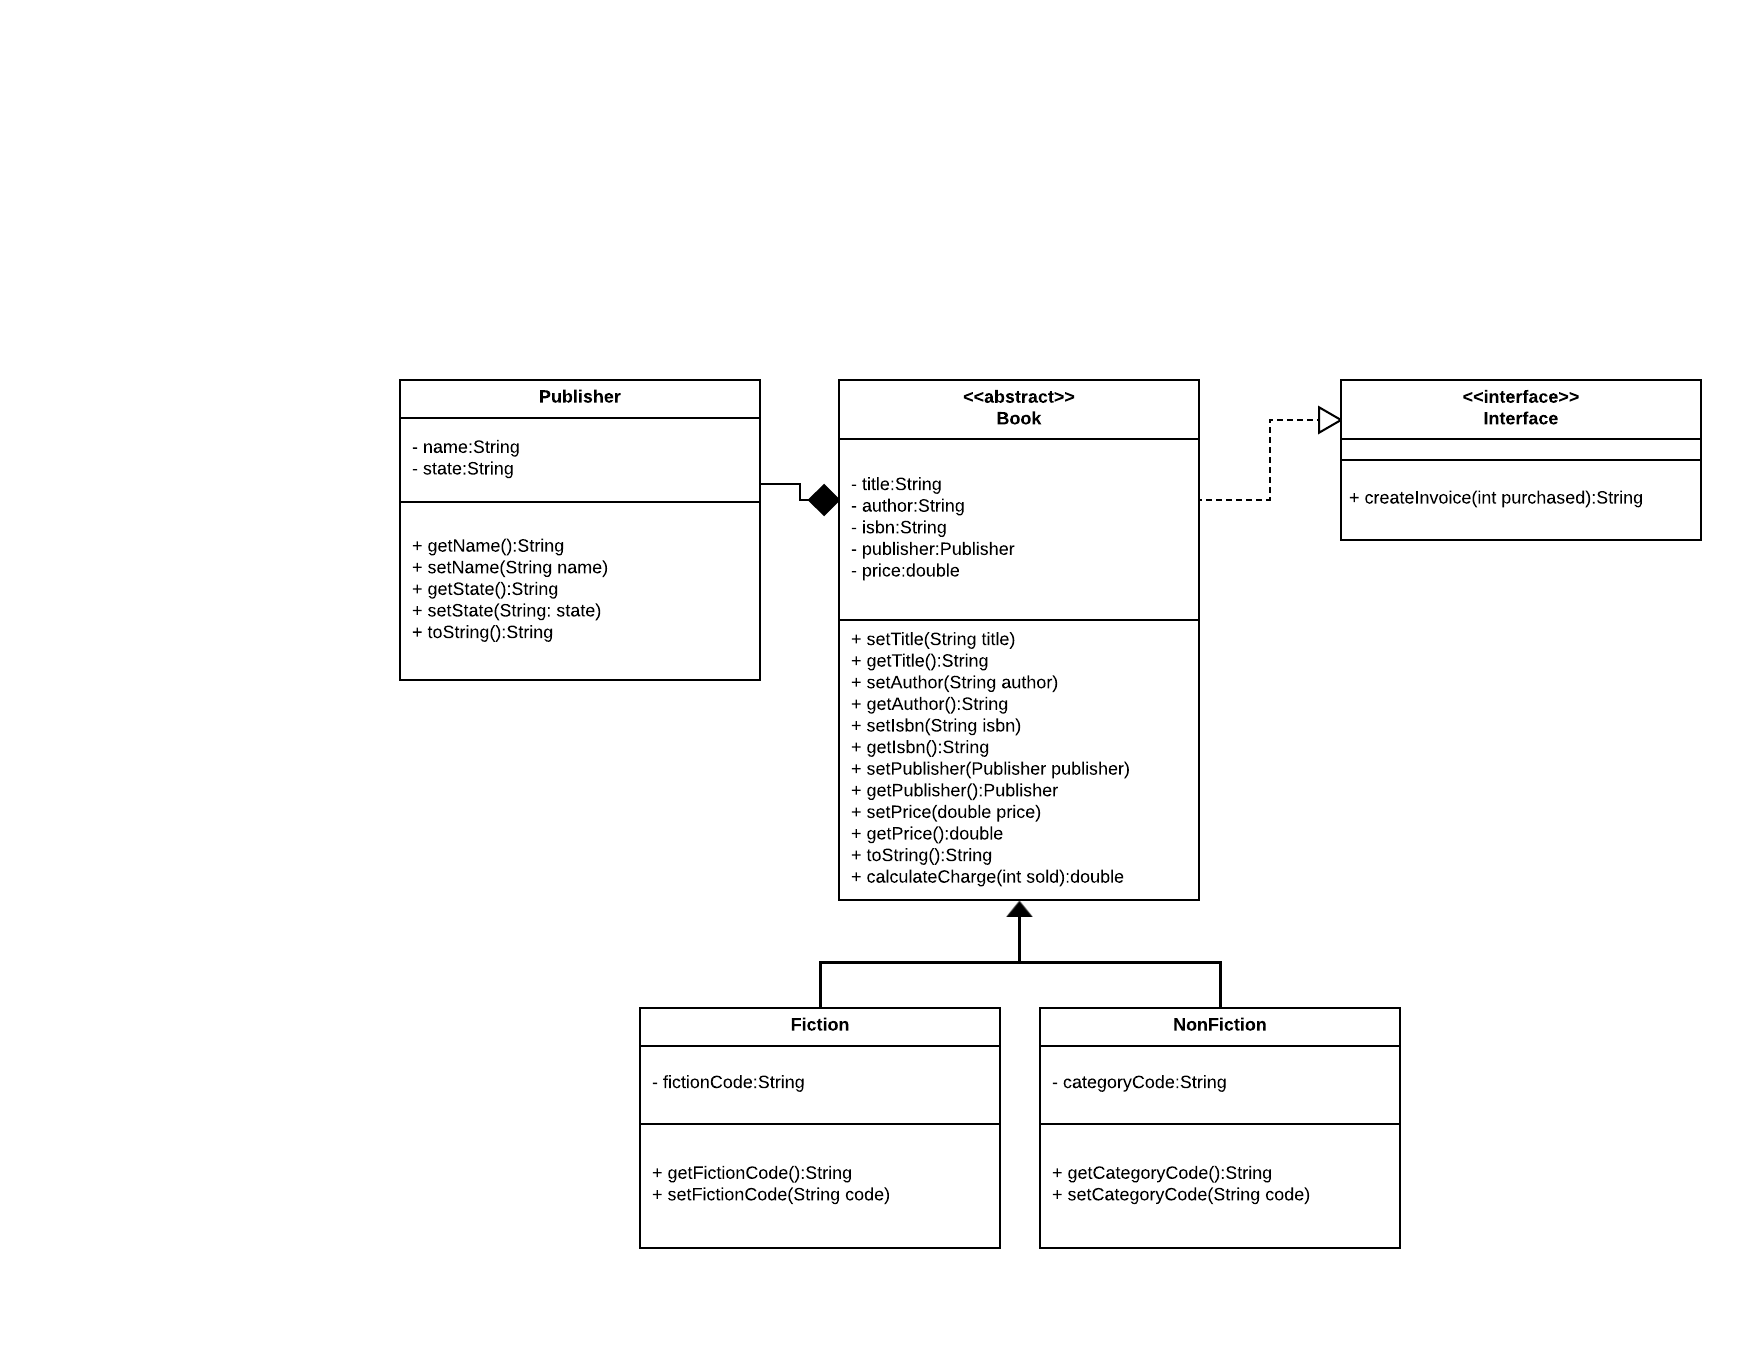 Publisher
- name:String
- state:String
+ getName():String
+ setName(String name)
+ getState():String
+ setState(String: state)
+ toString():String
<<abstract>>
Book
- title:String
- author:String
- isbn:String
- publisher:Publisher
- price:double
+ setTitle(String title)
+ getTitle():String
+ setAuthor(String author)
+ getAuthor():String
+ setIsbn(String isbn)
+ getIsbn():String
+ setPublisher(Publisher publisher)
+ getPublisher():Publisher
+ setPrice(double price)
+ getPrice():double
+ toString():String
+ calculateCharge(int sold):double
<<interface>>
Interface
+ createInvoice(int purchased):String
Fiction
- fictionCode:String
+ getFictionCode():String
+ setFictionCode(String code)
NonFiction
- categoryCode:String
+ getCategoryCode():String
+ setCategoryCode(String code)